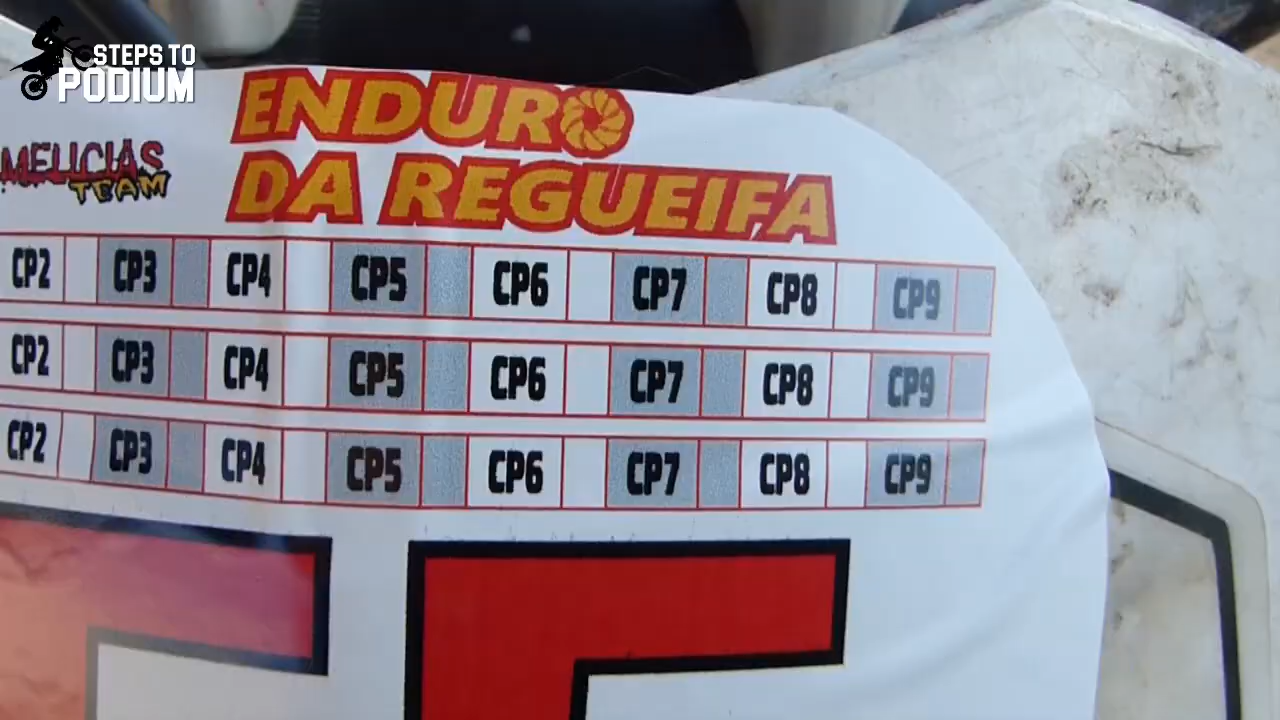 STEPS TO
PODIUM
ENDURO
DA REGUEIFA
MELICIAS
TEAM
CP2 CP3 CP4 CP5 CP6 CP7 CP8 CP9
CP2 CP3 CP4 CP5 CP6 CP7 CP8 CP9
CP2 CP3 CP4 CP5 CP6 CP7 CP8 CP9